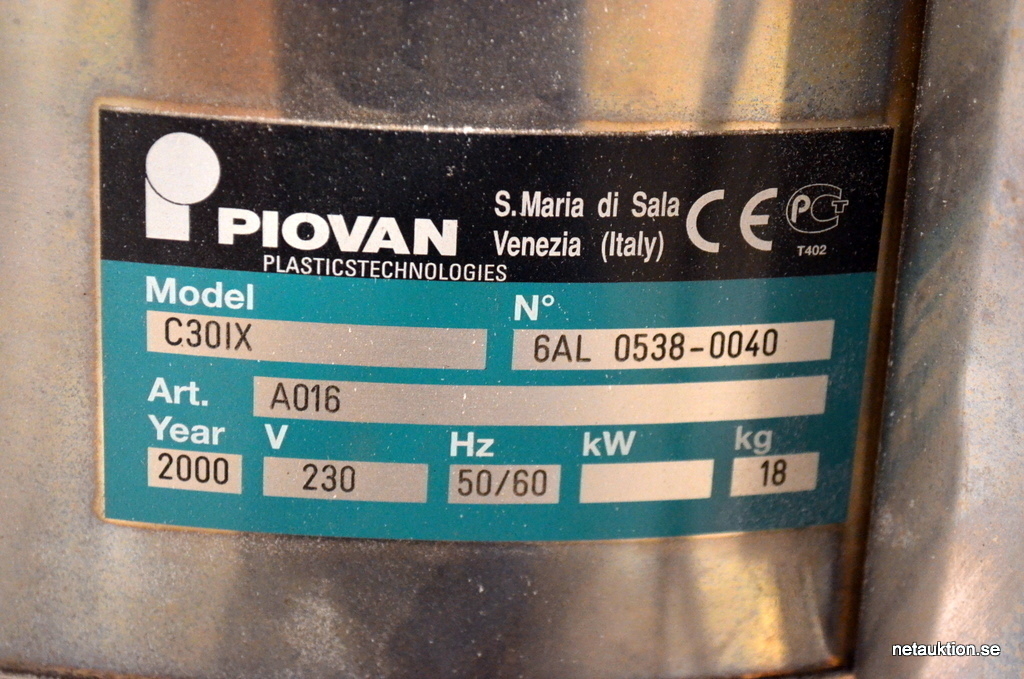 PIOVAN
PLASTICSTECHNOLOGIES
S.Maria di Sala
Venezia (Italy)
CE
PCT
T402
Model
C30IX
N°
6AL 0538-0040
Art.
A016
Year
2000
V
230
Hz
50/60
kW
kg
18
netauktion.se